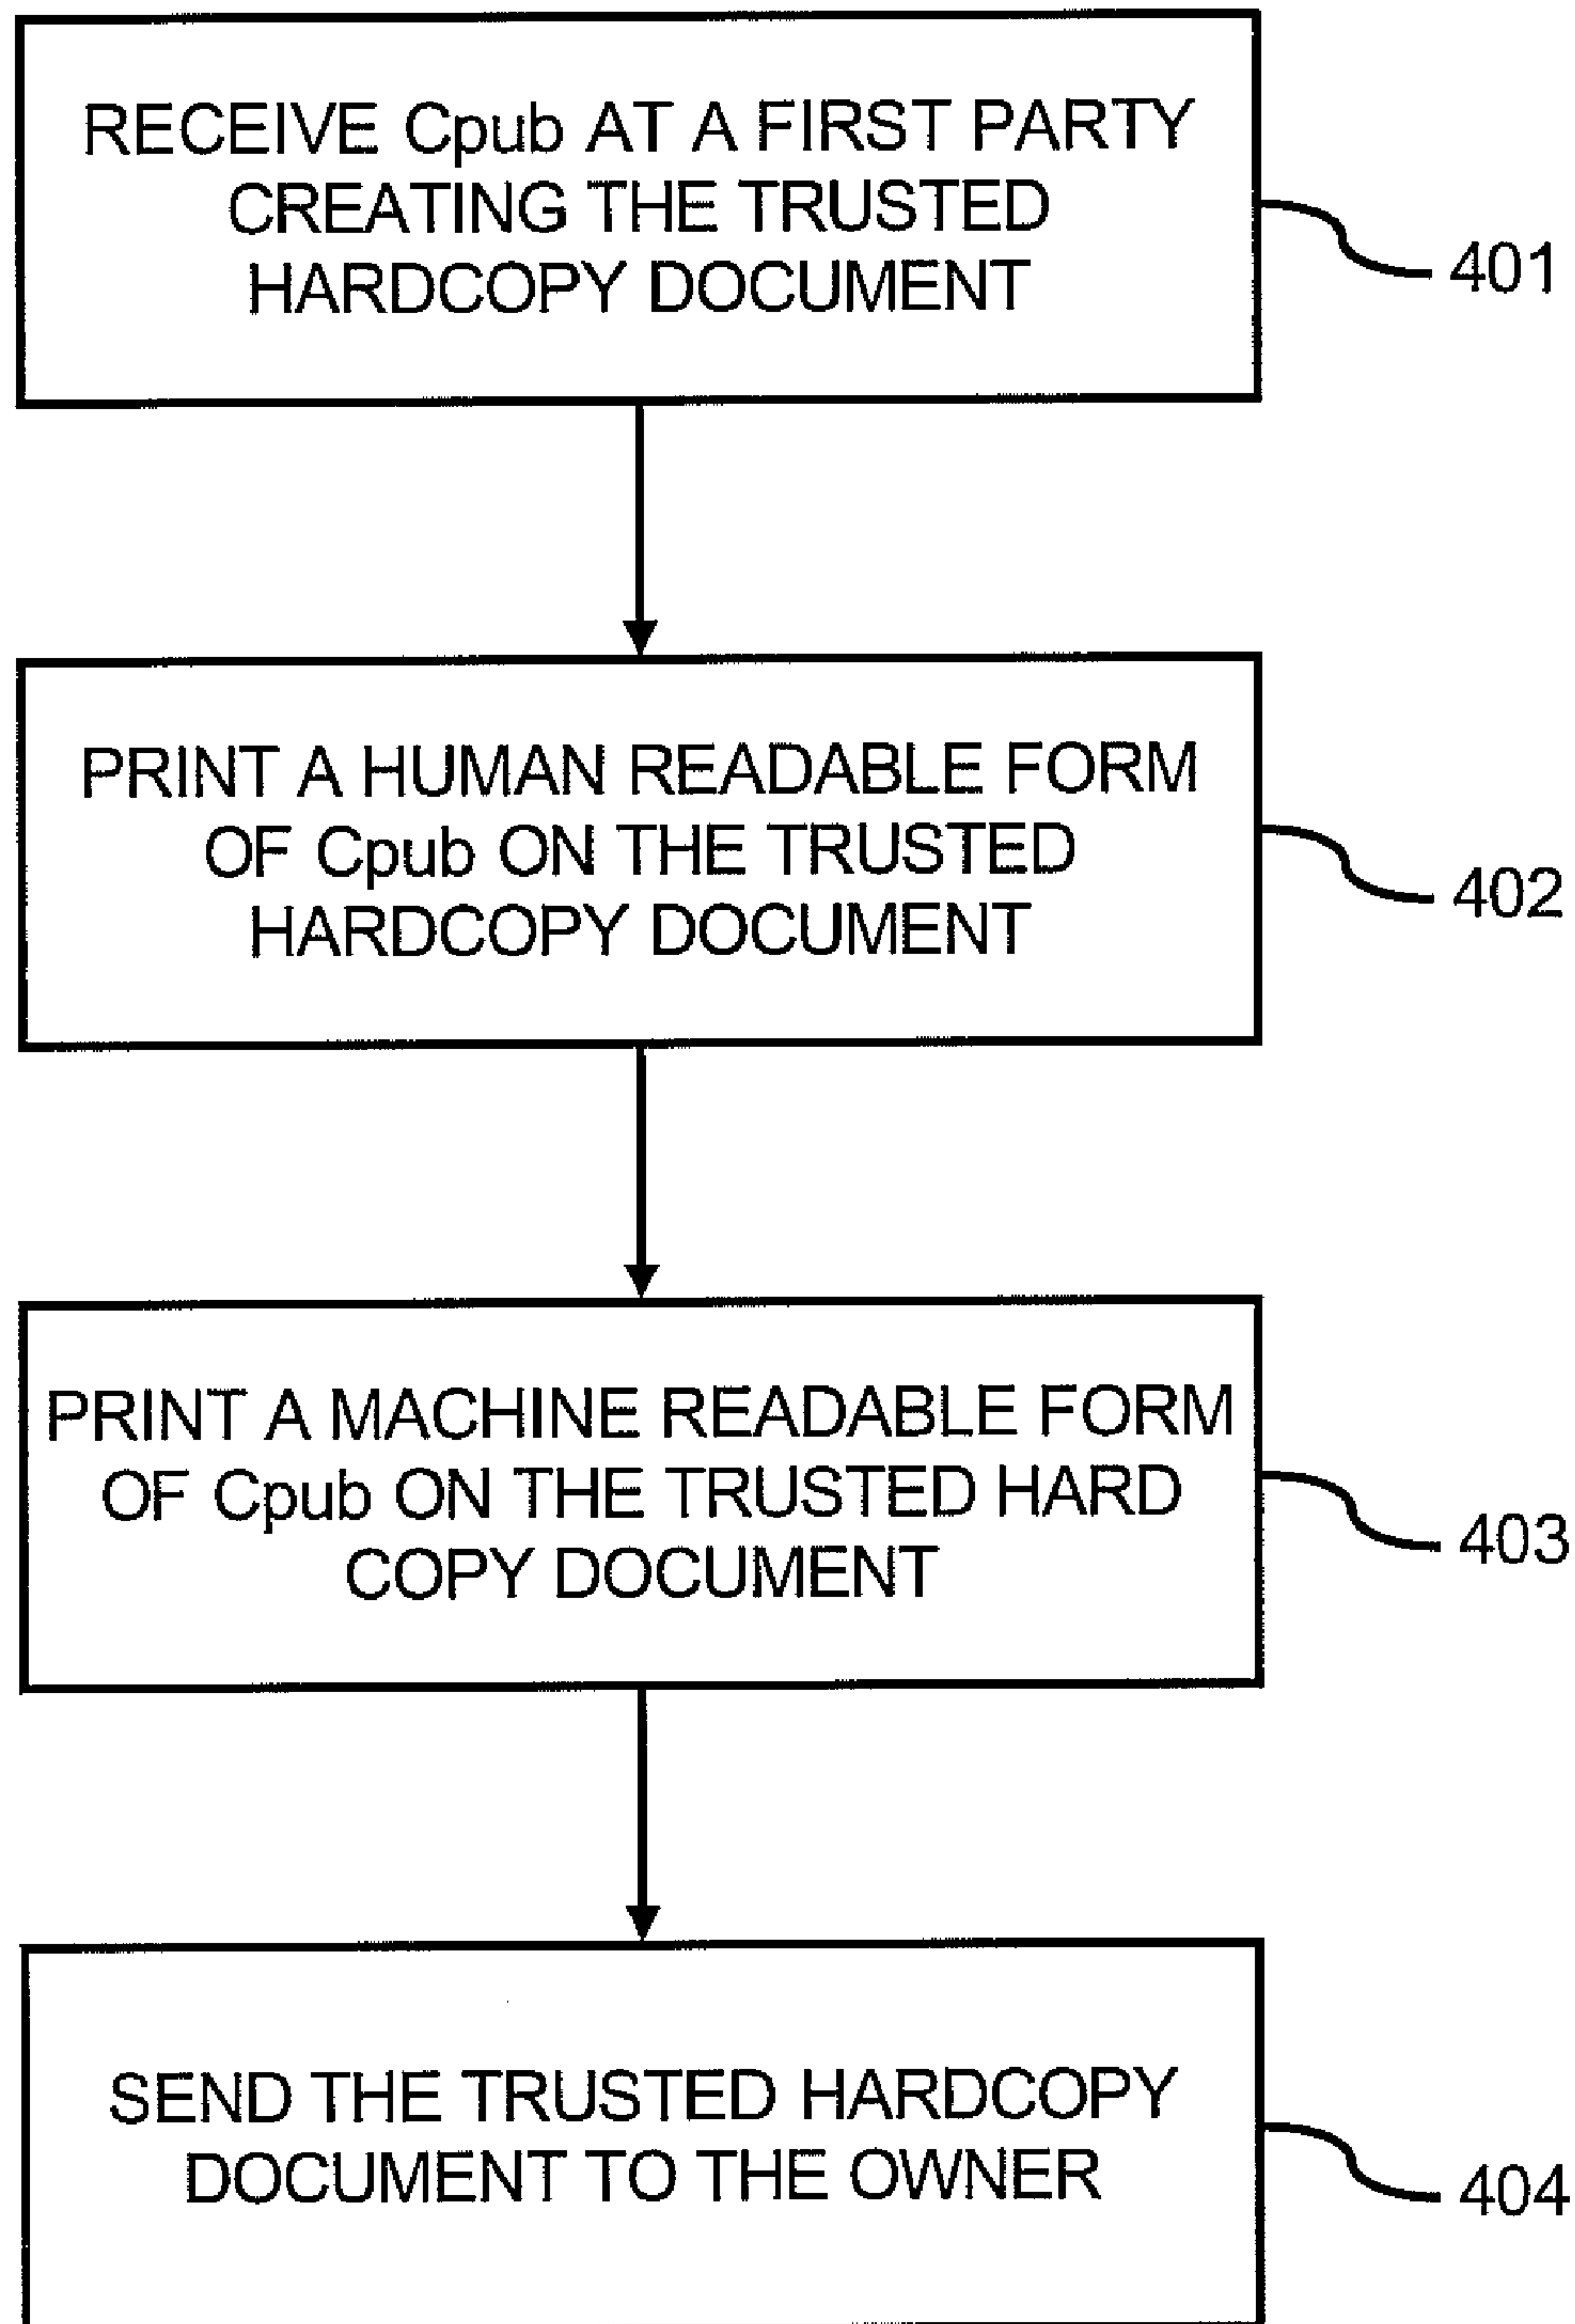 RECEIVE Cpub AT A FIRST PARTY
CREATING THE TRUSTED
HARDCOPY DOCUMENT
401
PRINT A HUMAN READABLE FORM
OF Cpub ON THE TRUSTED
HARDCOPY DOCUMENT
402
PRINT A MACHINE READABLE FORM
OF Cpub ON THE TRUSTED HARD
COPY DOCUMENT
403
SEND THE TRUSTED HARDCOPY
DOCUMENT TO THE OWNER
404